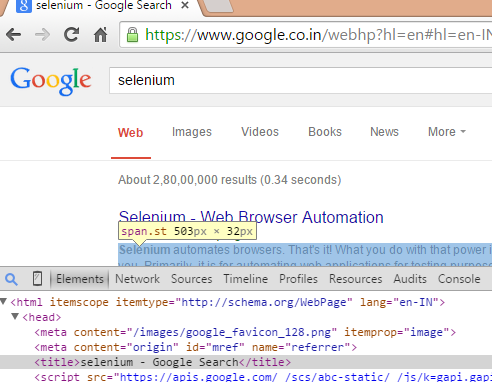 selenium - Google Search
https://www.google.co.in/webhp?hl=en#hl=en-IN
Google selenium
Web Images Videos Books News More
About 2,80,00,000 results (0.34 seconds)
Selenium - Web Browser Automation
span.st 503px × 32px
Selenium automates browsers. That's it! What you do with that power
you. Primarily, it is for automating web applications for testing purposes
Elements Network Sources Timeline Profiles Resources Audits Console
<html itemscope itemtype="http://schema.org/WebPage" lang="en-IN">
<head>
<meta content="/images/google_favicon_128.png" itemprop="image">
<meta content="origin" id="mref" name="referrer">
<title>selenium - Google Search</title>
<script src="https://apis.google.com/_/scs/abc-static/_/js/k=gapi.gapi